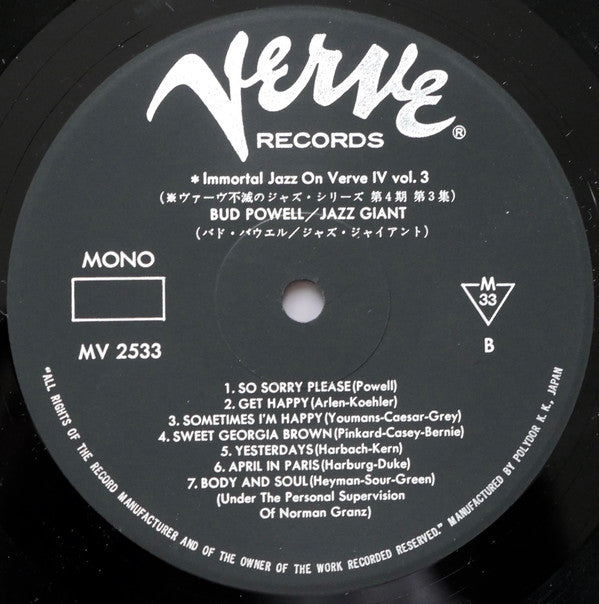 Verve
RECORDS ®
* Immortal Jazz On Verve IV vol. 3
(※ヴァーヴ不滅のジャズ・シリーズ 第4期 第3集)
BUD POWELL/JAZZ GIANT
(バド・パウエル/ジャズ・ジャイアント)
MONO
MV 2533
M
33
B
1. SO SORRY PLEASE (Powell)
2. GET HAPPY (Arlen-Koehler)
3. SOMETIMES I'M HAPPY (Youmans-Caesar-Grey)
4. SWEET GEORGIA BROWN (Pinkard-Casey-Bernie)
5. YESTERDAYS (Harbach-Kern)
6. APRIL IN PARIS (Harburg-Duke)
7. BODY AND SOUL (Heyman-Sour-Green)
(Under The Personal Supervision
Of Norman Granz)
"ALL RIGHTS OF THE RECORD MANUFACTURER AND OF THE OWNER OF THE WORK RECORDED RESERVED." MANUFACTURED BY POLYDOR K. K., JAPAN